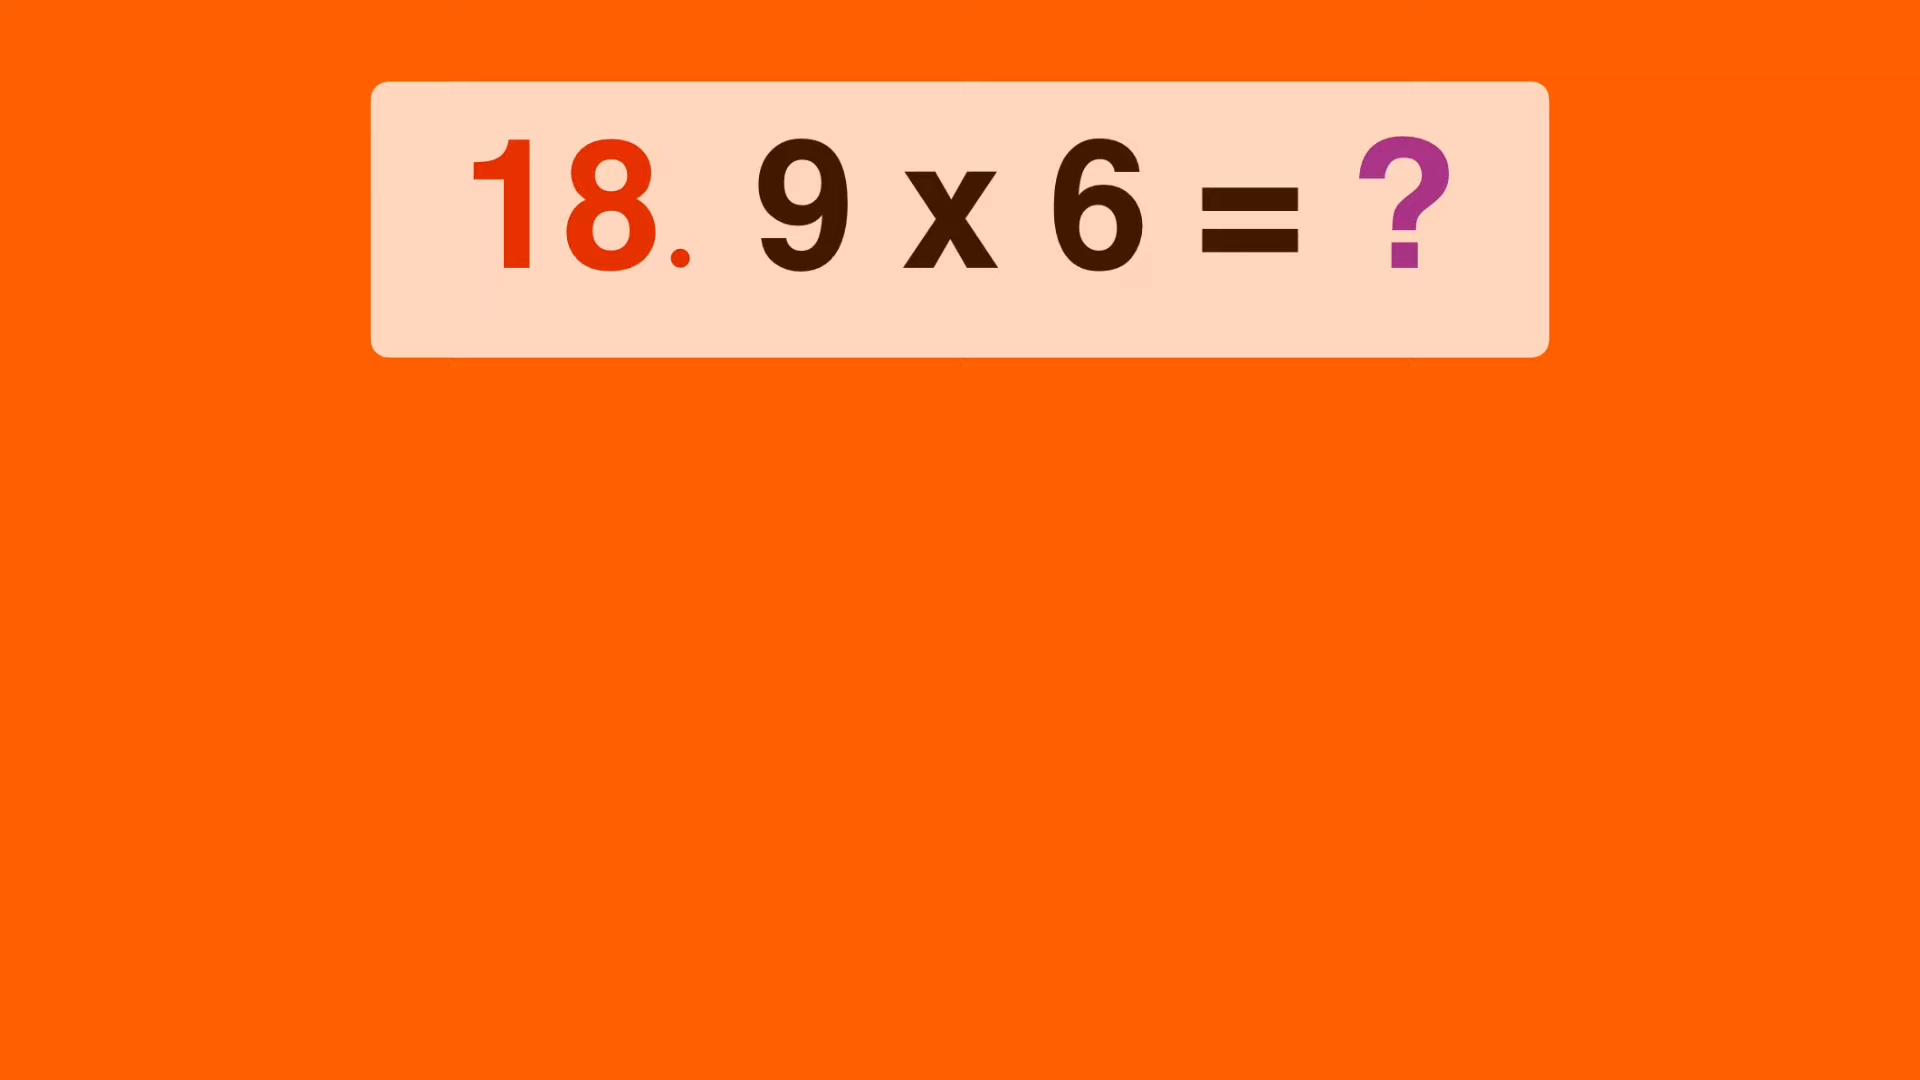 18. 9 x 6 = ?